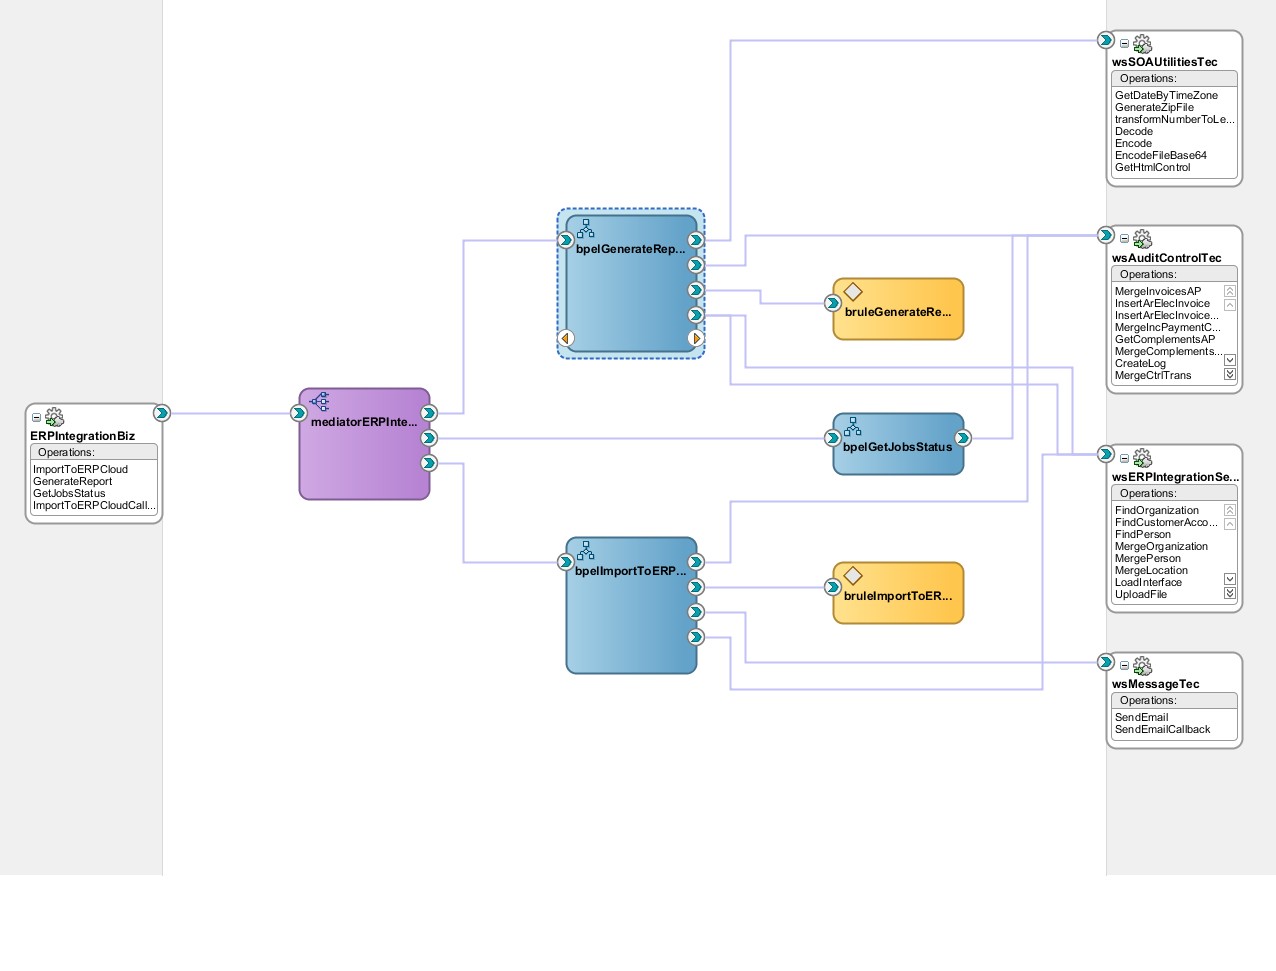 ERPIntegrationBiz
Operations:
ImportToERPCloud
GenerateReport
GetJobsStatus
ImportToERPCloudCall...
mediatorERPInte...
bpelGenerateRep...
bruleGenerateRe...
bpelGetJobsStatus
bpelImportToERP...
bruleImportToER...
wsSOAUtilitiesTec
Operations:
GetDateByTimeZone
GenerateZipFile
transformNumberToLe...
Decode
Encode
EncodeFileBase64
GetHtmlControl
wsAuditControlTec
Operations:
MergeInvoicesAP
InsertArElecInvoice
InsertArElecInvoice...
MergeIncPaymentC...
GetComplementsAP
MergeComplements...
CreateLog
MergeCtrlTrans
wsERPIntegrationSe...
Operations:
FindOrganization
FindCustomerAcco...
FindPerson
MergeOrganization
MergePerson
MergeLocation
LoadInterface
UploadFile
wsMessageTec
Operations:
SendEmail
SendEmailCallback